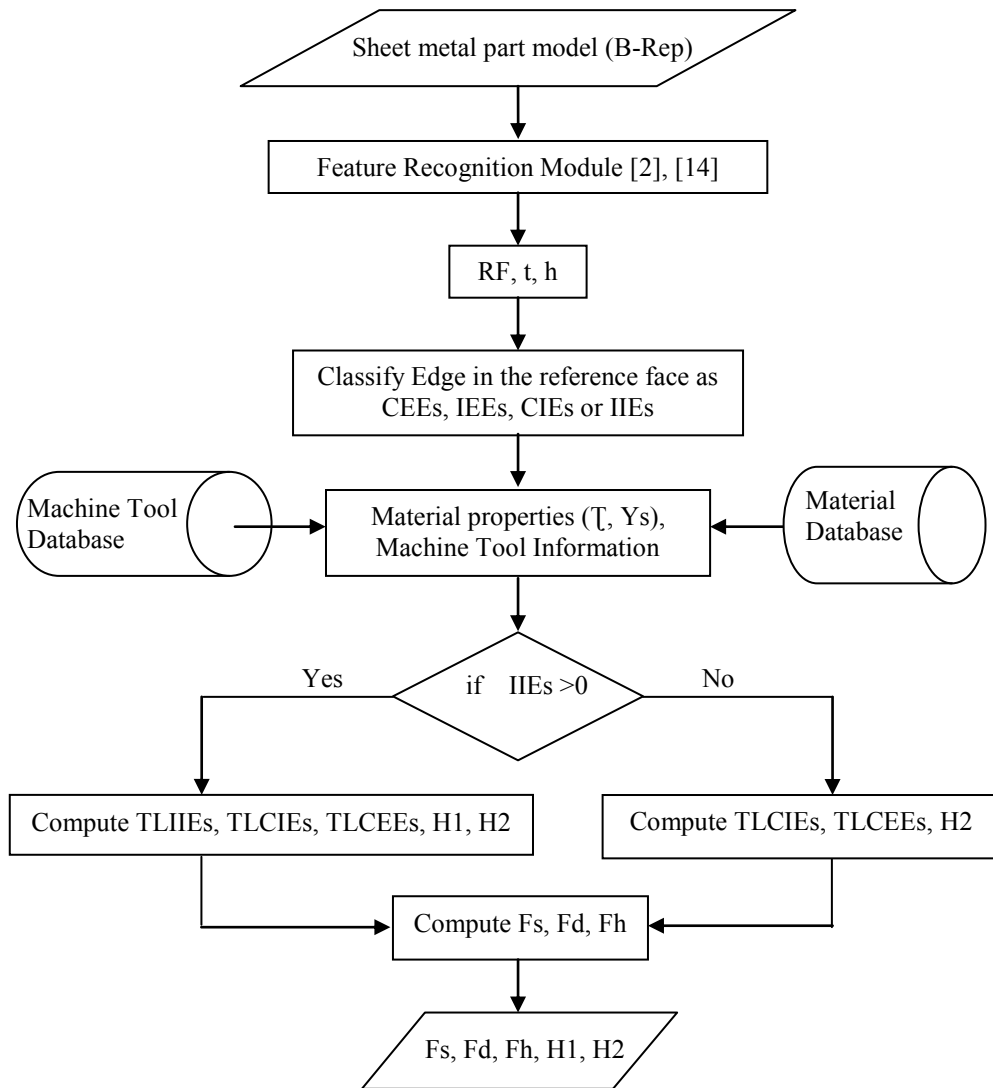 Sheet metal part model (B-Rep)
Feature Recognition Module [2], [14]
RF, t, h
Classify Edge in the reference face as
CEEs, IEEs, CIEs or IIEs
Machine Tool
Database
Material properties (Ʈ, Ys),
Machine Tool Information
Material
Database
Yes
if IIEs >0
No
Compute TLIIEs, TLCIEs, TLCEEs, H1, H2
Compute TLCIEs, TLCEEs, H2
Compute Fs, Fd, Fh
Fs, Fd, Fh, H1, H2